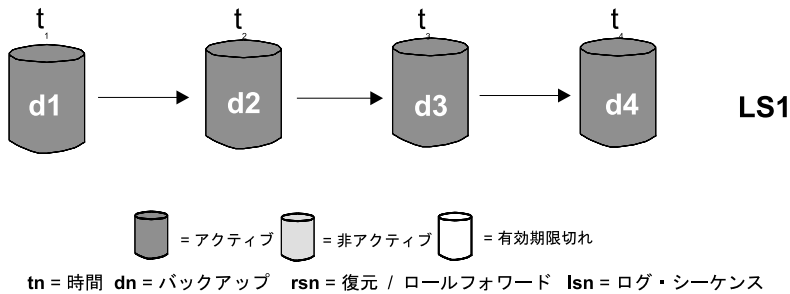 t1 t2 t3 t4
d1 d2 d3 d4 LS1
= アクティブ = 非アクティブ = 有効期限切れ
tn = 時間 dn = バックアップ rsn = 復元 / ロールフォワード lsn = ログ・シーケンス